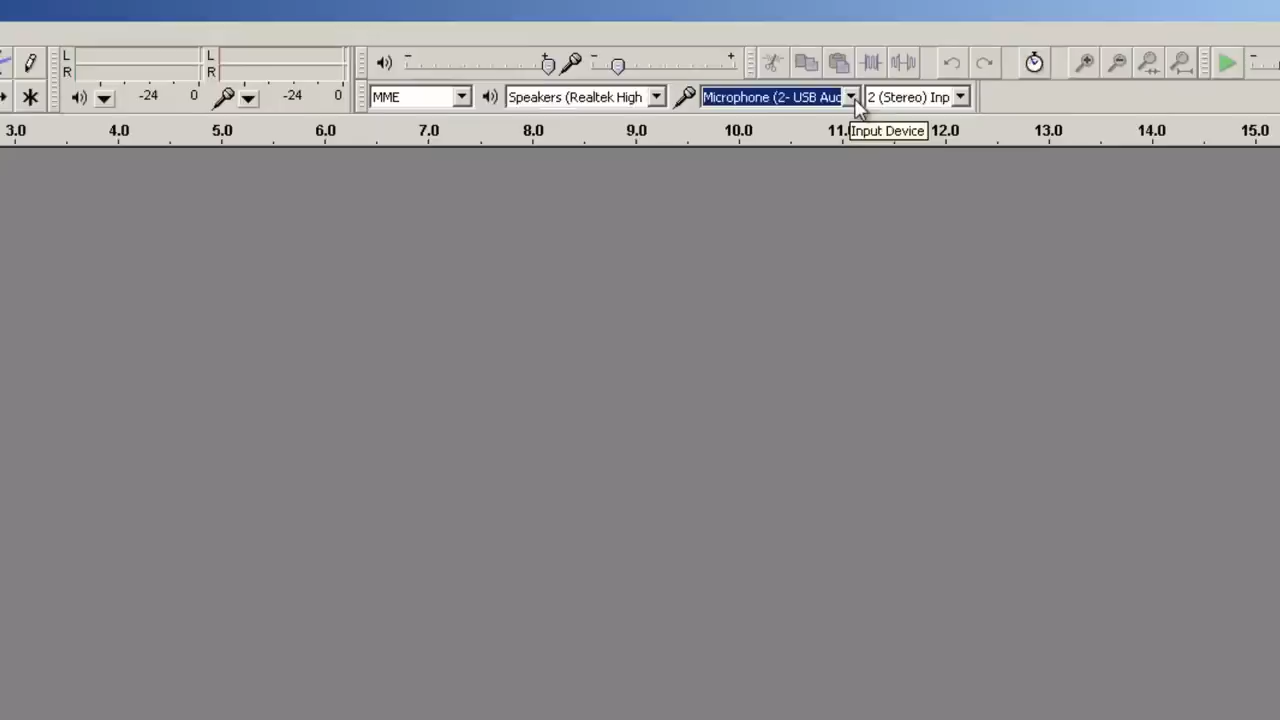 L
R
L
R
- + - +
-
-24 0
-24 0
MME
Speakers (Realtek High
Microphone (2- USB Auc
2 (Stereo) Inp
3.0 4.0 5.0 6.0 7.0 8.0 9.0 10.0 11. 12.0 13.0 14.0 15.0
Input Device